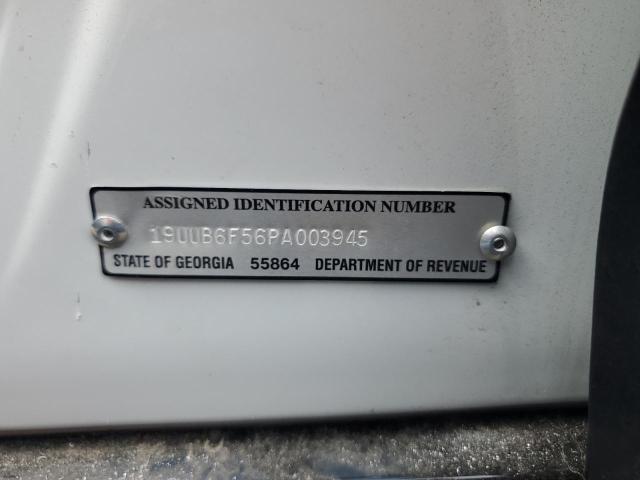 ASSIGNED IDENTIFICATION NUMBER
19UUB6F56PA003945
STATE OF GEORGIA 55864 DEPARTMENT OF REVENUE